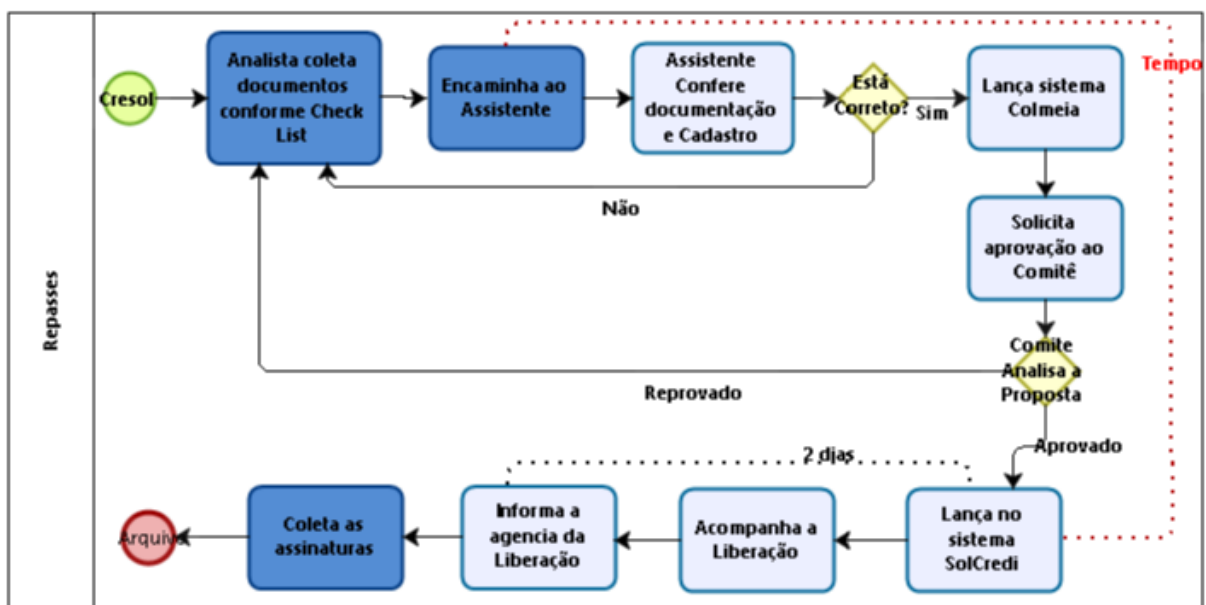 Repasses
Cresol
Analista coleta
documentos
conforme Check
List
Encaminha ao
Assistente
Assistente
Confere
documentação
e Cadastro
Está
Correto?
Sim
Não
Lança sistema
Colmeia
Tempo
Solicita
aprovação ao
Comitê
Comite
Analisa a
Proposta
Reprovado
Aprovado
2 dias
Lança no
sistema
SolCredi
Acompanha a
Liberação
Informa a
agencia da
Liberação
Coleta as
assinaturas
Arquivo